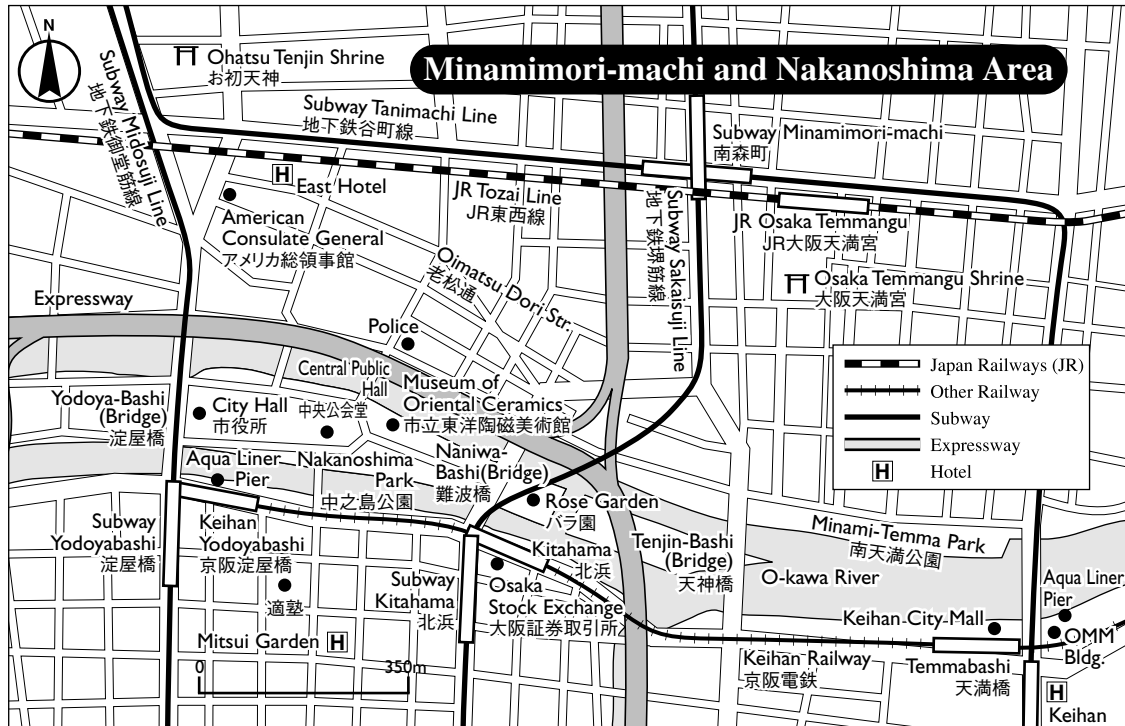 N
Minamimori-machi and Nakanoshima Area
Ohatsu Tenjin Shrine
お初天神
Subway Midosuji Line
地下鉄御堂筋線
Subway Tanimachi Line
地下鉄谷町線
Subway Minamimori-machi
南森町
H
East Hotel
JR Tozai Line
JR東西線
American
Consulate General
アメリカ総領事館
Subway Sakaisuji Line
地下鉄堺筋線
JR Osaka Temmangu
JR大阪天満宮
Oimatsu Dori Str.
老松通
Osaka Temmangu Shrine
大阪天満宮
Expressway
Police
Central Public
Hall
中央公会堂
Museum of
Oriental Ceramics
市立東洋陶磁美術館
Yodoya-Bashi
(Bridge)
淀屋橋
City Hall
市役所
Japan Railways (JR)
Other Railway
Subway
Expressway
H
Hotel
Aqua Liner
Pier
Nakanoshima
Park
中之島公園
Naniwa-
Bashi(Bridge)
難波橋
Rose Garden
バラ園
Minami-Temma Park
南天満公園
Subway
Yodoyabashi
淀屋橋
Keihan
Yodoyabashi
京阪淀屋橋
Kitahama
北浜
Tenjin-Bashi
(Bridge)
天神橋
O-kawa River
Aqua Liner
Pier
適塾
Subway
Kitahama
北浜
Osaka
Stock Exchange
大阪証券取引所
Keihan City Mall
OMM
Bldg.
Mitsui Garden
H
0
350m
Keihan Railway
京阪電鉄
Temmabashi
天満橋
H
Keihan